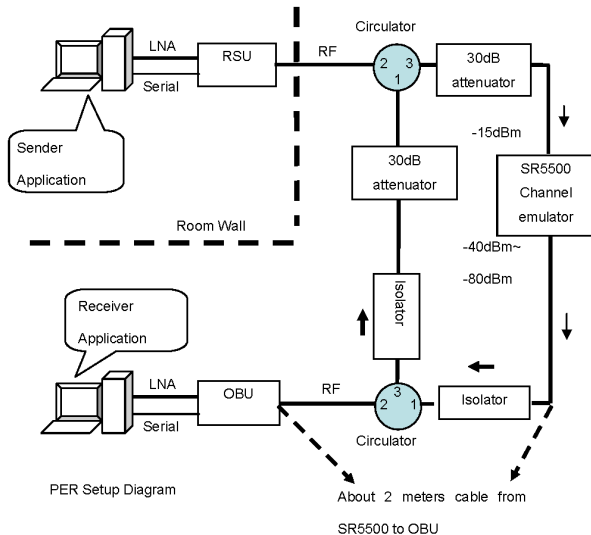 Circulator
LNA
RSU
RF
2
3
1
30dB
attenuator
Serial
Sender
Application
-15dBm
30dB
attenuator
SR5500
Channel
emulator
Room Wall
-40dBm~
-80dBm
Isolator
Receiver
Application
LNA
OBU
RF
2
3
1
Isolator
Serial
Circulator
PER Setup Diagram
About 2 meters cable from
SR5500 to OBU